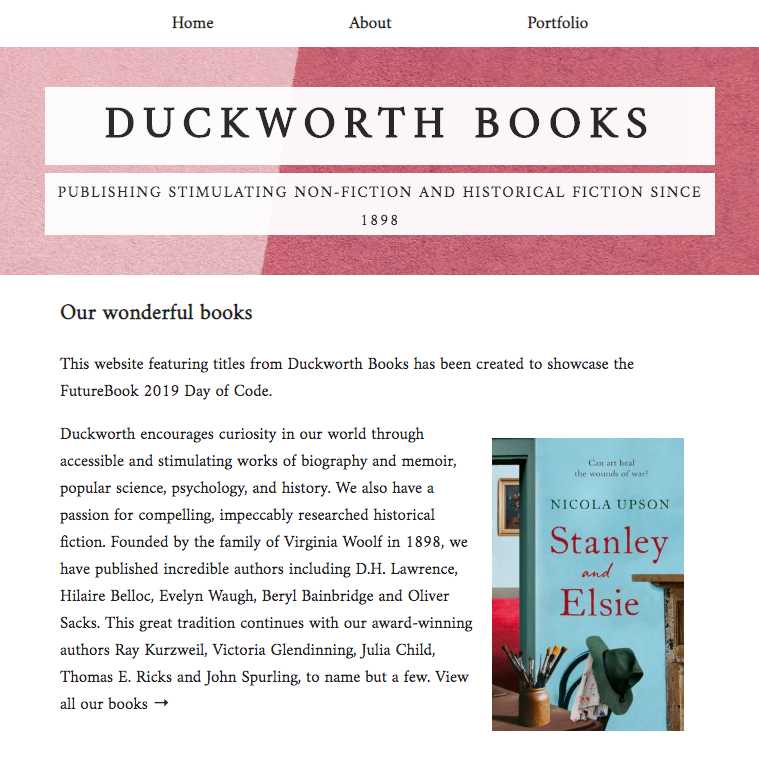 Home About Portfolio
DUCKWORTH BOOKS
PUBLISHING STIMULATING NON-FICTION AND HISTORICAL FICTION SINCE
1898
Our wonderful books
This website featuring titles from Duckworth Books has been created to showcase the
FutureBook 2019 Day of Code.
Duckworth encourages curiosity in our world through
accessible and stimulating works of biography and memoir,
popular science, psychology, and history. We also have a
passion for compelling, impeccably researched historical
fiction. Founded by the family of Virginia Woolf in 1898, we
have published incredible authors including D.H. Lawrence,
Hilaire Belloc, Evelyn Waugh, Beryl Bainbridge and Oliver
Sacks. This great tradition continues with our award-winning
authors Ray Kurzweil, Victoria Glendinning, Julia Child,
Thomas E. Ricks and John Spurling, to name but a few. View
all our books →
Can art heal
the wounds of war?
NICOLA UPSON
Stanley
and
Elsie